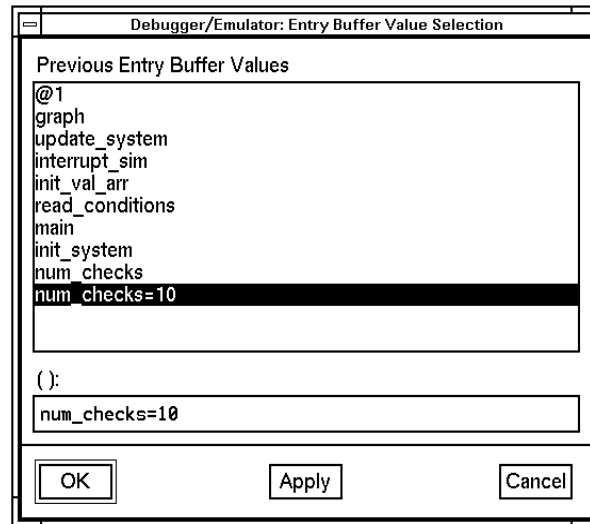 Debugger/Emulator: Entry Buffer Value Selection
Previous Entry Buffer Values
@1
graph
update_system
interrupt_sim
init_val_arr
read_conditions
main
init_system
num_checks
num_checks=10
( ):
num_checks=10
OK Apply Cancel